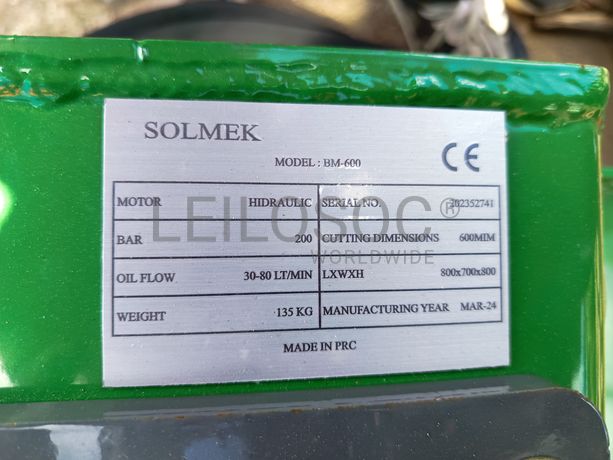 SOLMEK
MODEL : BM-600
CE
MOTOR HIDRAULIC SERIAL NO. 202352741
LEILOSOC®
BAR 200 CUTTING DIMENSIONS 600MIM
WORLDWIDE
OIL FLOW 30-80 LT/MIN LXWXH 800x700x800
WEIGHT 135 KG MANUFACTURING YEAR MAR-24
MADE IN PRC